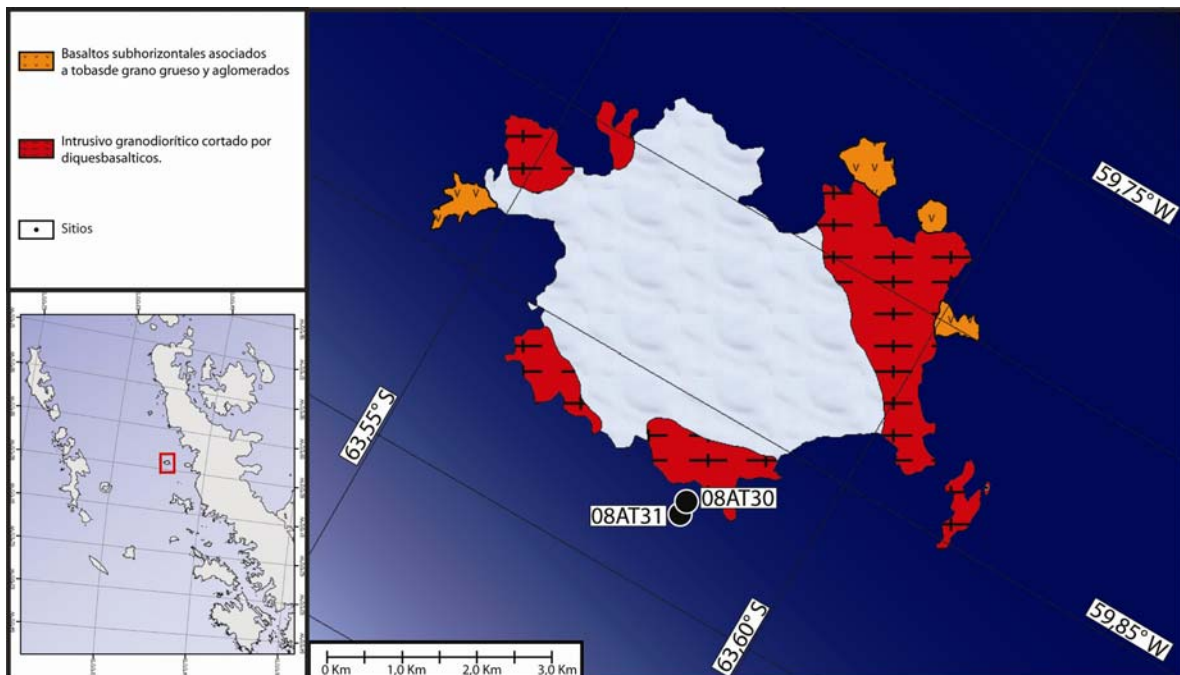 Basaltos subhorizontales asociados
a tobasde grano grueso y aglomerados
Intrusivo granodiorítico cortado por
diquesbasalticos.
Sitios
59,75° W
63,55° S
08AT30
08AT31
63,60° S
59,85° W
0 Km 1,0 Km 2,0 Km 3,0 Km